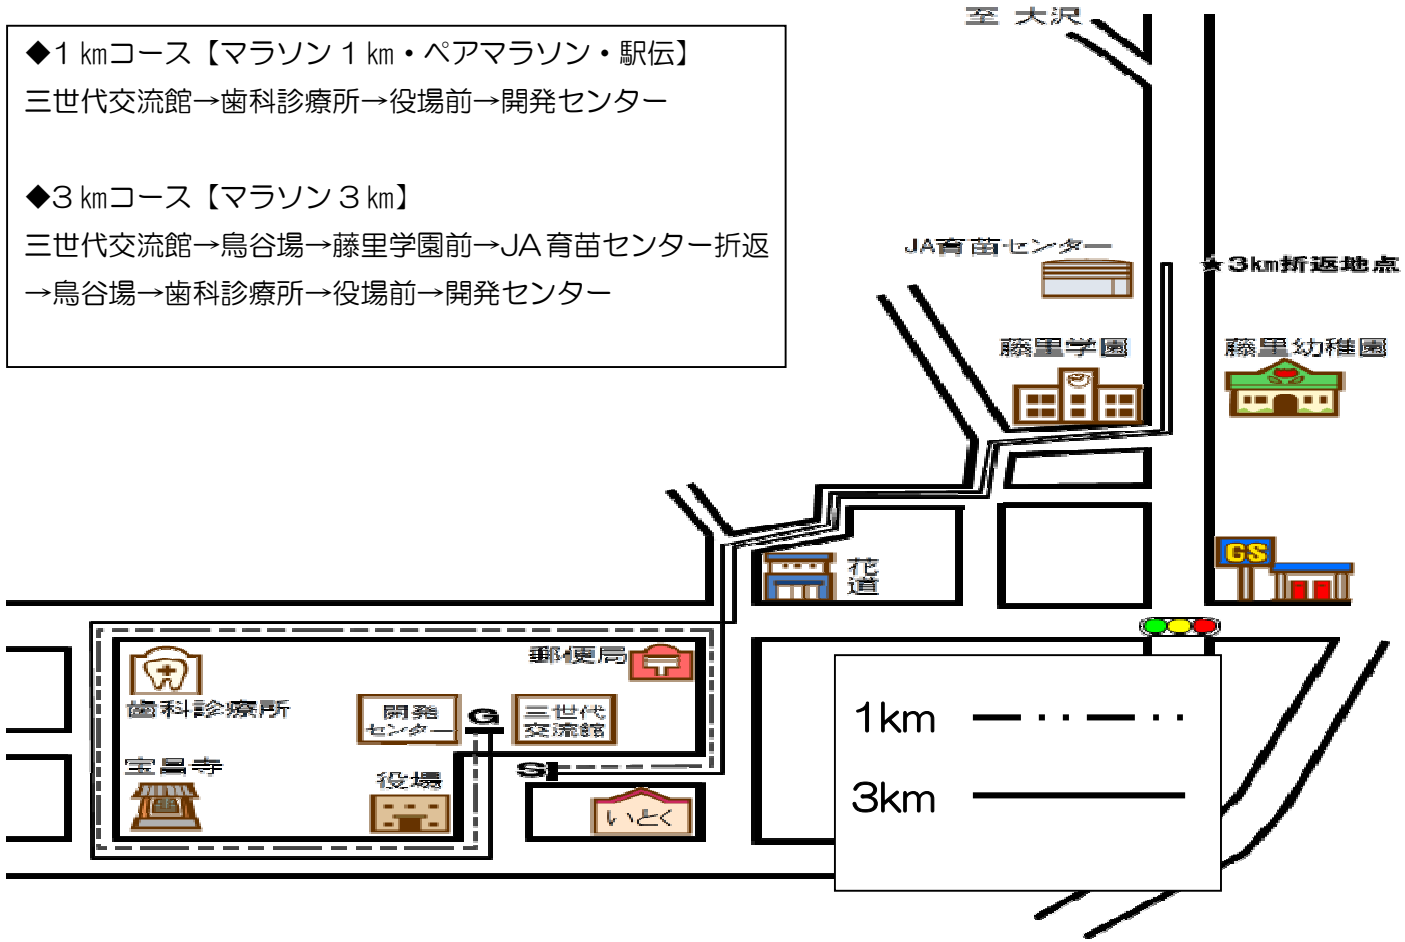 ◆1㎞コース【マラソン1㎞・ペアマラソン・駅伝】
三世代交流館→歯科診療所→役場前→開発センター
◆3㎞コース【マラソン3㎞】
三世代交流館→鳥谷場→藤里学園前→JA育苗センター折返
→鳥谷場→歯科診療所→役場前→開発センター
至 大沢
JA育苗センター
★3km折返地点
藤里学園
藤里幼稚園
GS
花道
郵便局
歯科診療所
開発
センター
G
三世代
交流館
宝昌寺
役場
S
いとく
1km
3km